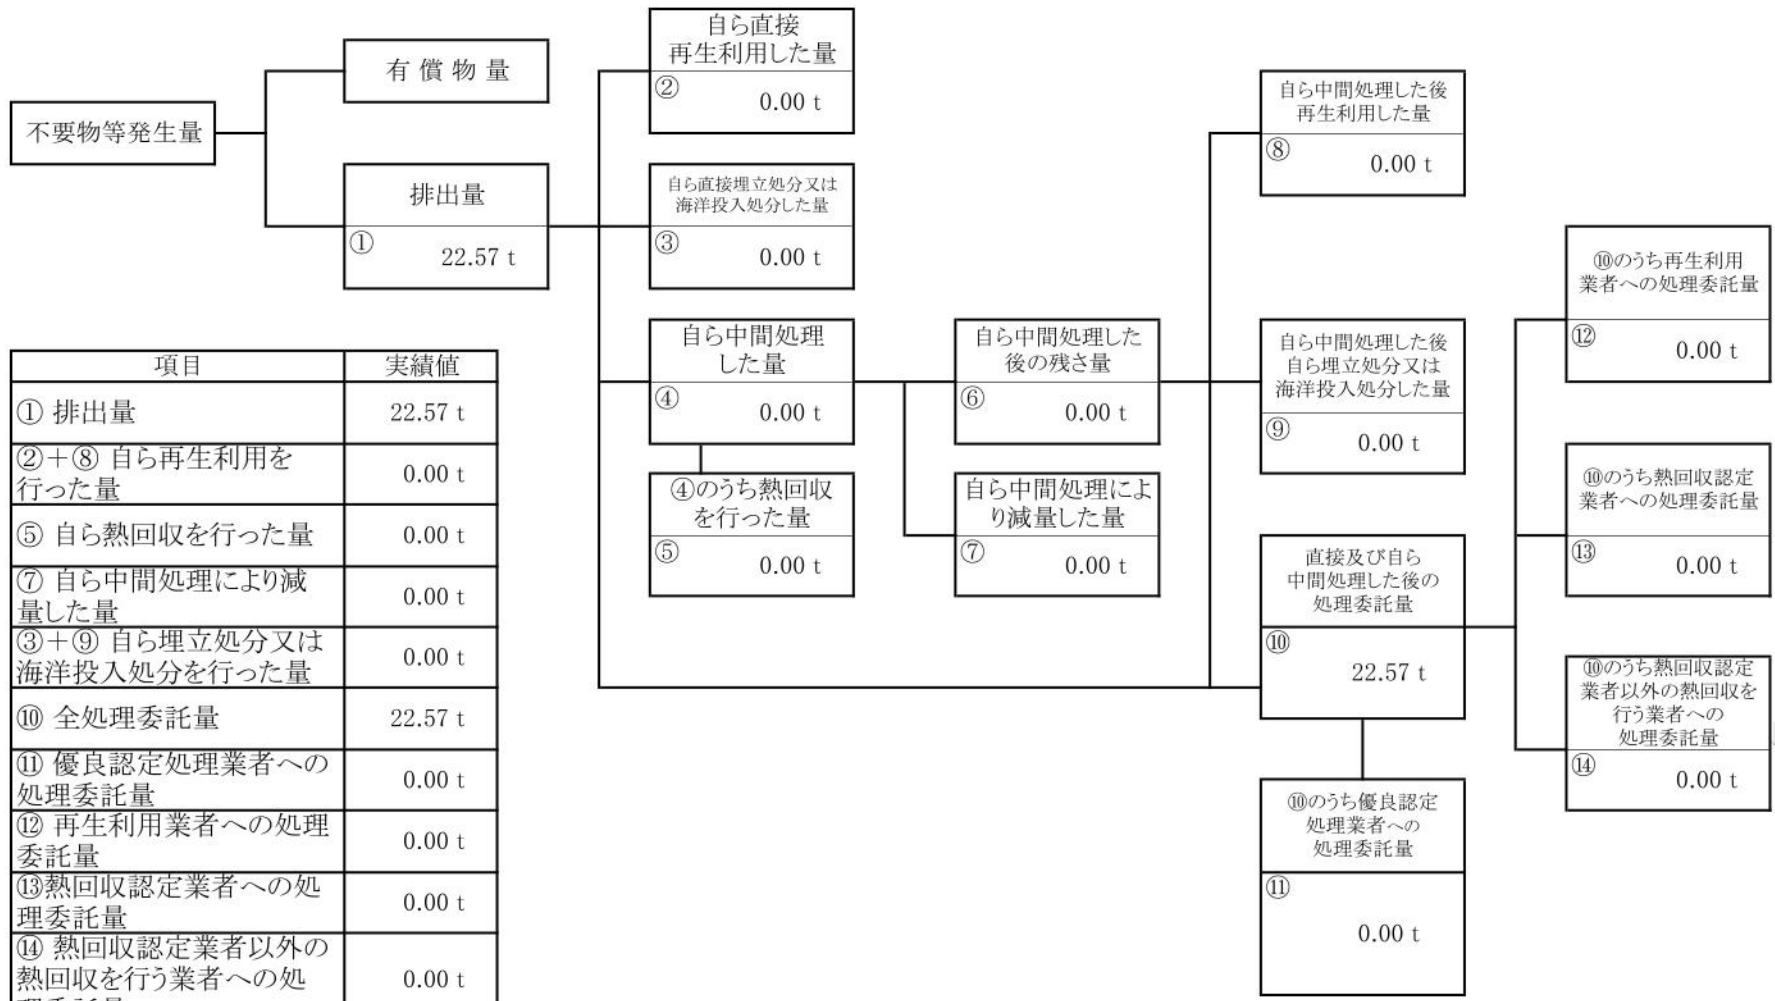 不要物等発生量
有 償 物 量
排出量
①
22.57 t
自ら直接
再生利用した量
②
0.00 t
自ら直接埋立処分又は
海洋投入処分した量
③
0.00 t
自ら中間処理
した量
④
0.00 t
④のうち熱回収
を行った量
⑤
0.00 t
自ら中間処理した
後の残さ量
⑥
0.00 t
自ら中間処理によ
り減量した量
⑦
0.00 t
自ら中間処理した後
再生利用した量
⑧
0.00 t
自ら中間処理した後
自ら埋立処分又は
海洋投入処分した量
⑨
0.00 t
直接及び自ら
中間処理した後の
処理委託量
⑩
22.57 t
⑩のうち優良認定
処理業者への
処理委託量
⑪
0.00 t
⑩のうち再生利用
業者への処理委託量
⑫
0.00 t
⑩のうち熱回収認定
業者への処理委託量
⑬
0.00 t
⑩のうち熱回収認定
業者以外の熱回収を
行う業者への
処理委託量
⑭
0.00 t
項目 実績値
① 排出量 22.57 t
②＋⑧ 自ら再生利用を
行った量
0.00 t
⑤ 自ら熱回収を行った量 0.00 t
⑦ 自ら中間処理により減
量した量
0.00 t
③＋⑨ 自ら埋立処分又は
海洋投入処分を行った量
0.00 t
⑩ 全処理委託量 22.57 t
⑪ 優良認定処理業者への
処理委託量
0.00 t
⑫ 再生利用業者への処理
委託量
0.00 t
⑬熱回収認定業者への処
理委託量
0.00 t
⑭ 熱回収認定業者以外の
熱回収を行う業者への処
0.00 t